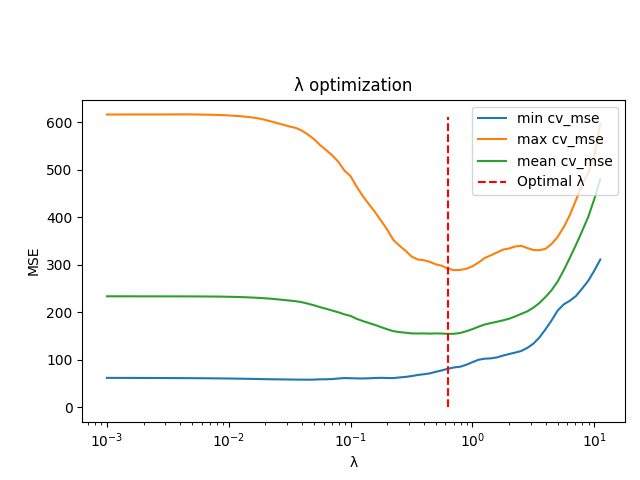 λ optimization
min cv_mse
max cv_mse
mean cv_mse
Optimal λ
MSE
600
500
400
300
200
100
0
10⁻³
10⁻²
10⁻¹
10⁰
10¹
λ